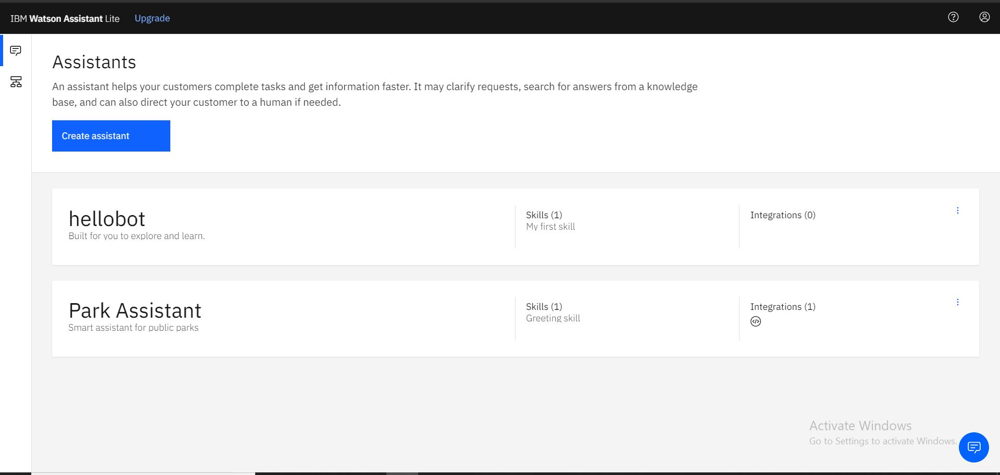 IBM Watson Assistant Lite
Upgrade
Assistants
An assistant helps your customers complete tasks and get information faster. It may clarify requests, search for answers from a knowledge
base, and can also direct your customer to a human if needed.
Create assistant
hellobot
Built for you to explore and learn.
Skills (1)
My first skill
Integrations (0)
Park Assistant
Smart assistant for public parks
Skills (1)
Greeting skill
Integrations (1)
Activate Windows
Go to Settings to activate Windows.